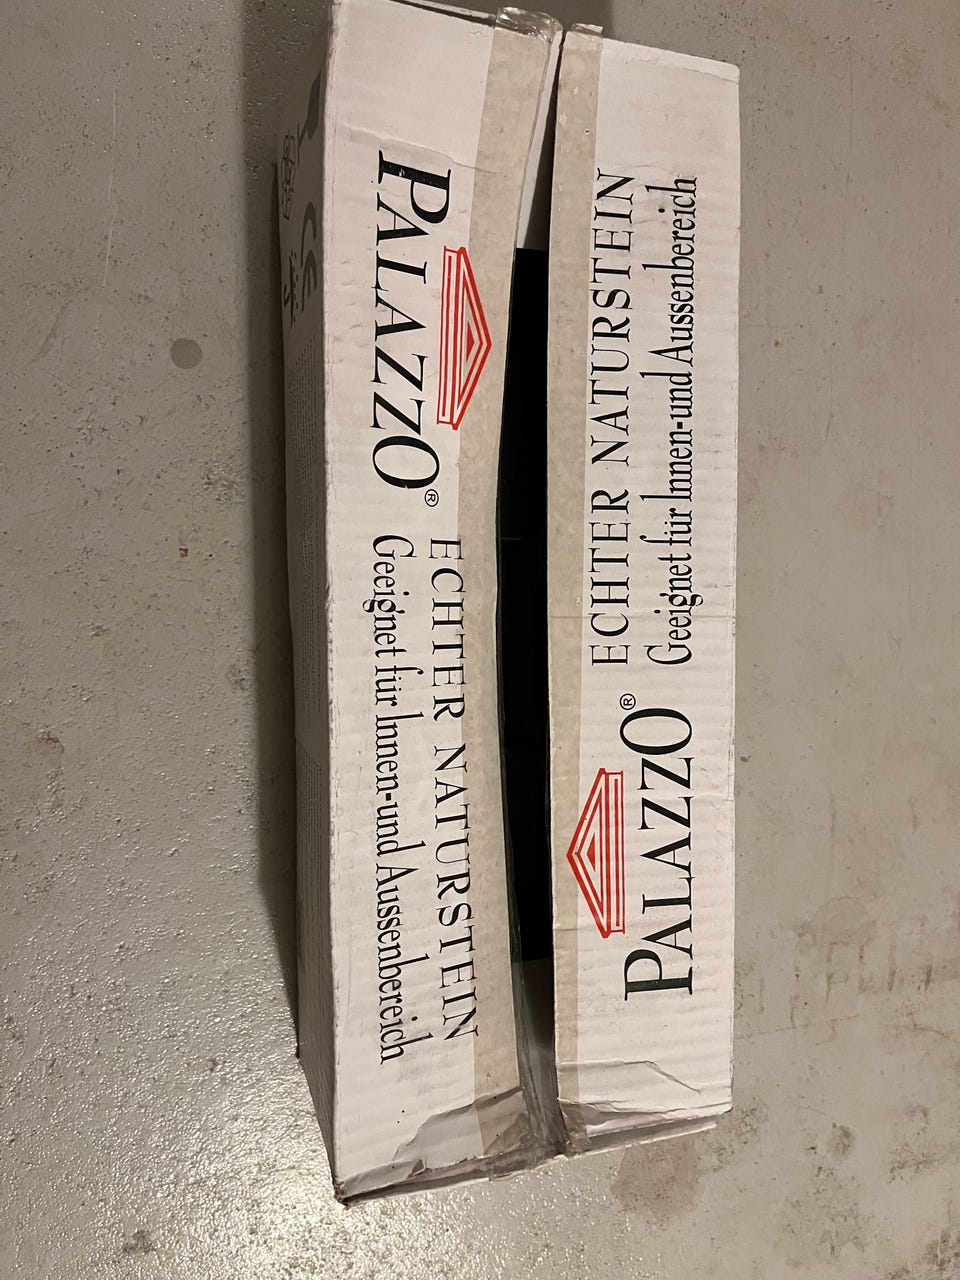 PALAZZO®
ECHTER NATURSTEIN
Geeignet für Innen-und Aussenbereich
PALAZZO®
ECHTER NATURSTEIN
Geeignet für Innen-und Aussenbereich